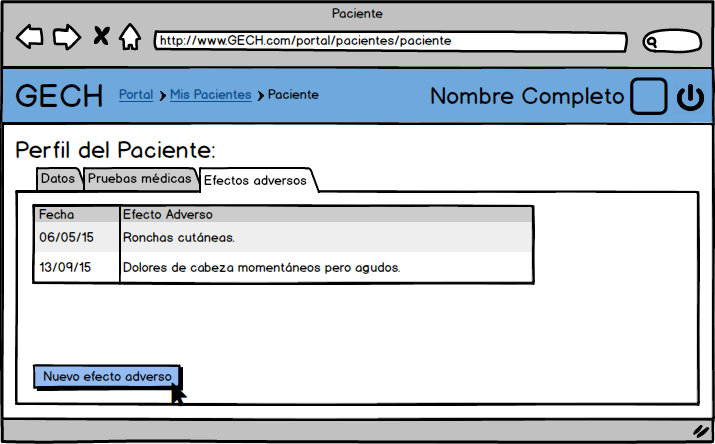 Paciente
http://www.GECH.com/portal/pacientes/paciente
GECH Portal > Mis Pacientes > Paciente Nombre Completo
Perfil del Paciente:
Datos Pruebas médicas Efectos adversos
Fecha Efecto Adverso
06/05/15 Ronchas cutáneas.
13/09/15 Dolores de cabeza momentáneos pero agudos.
Nuevo efecto adverso